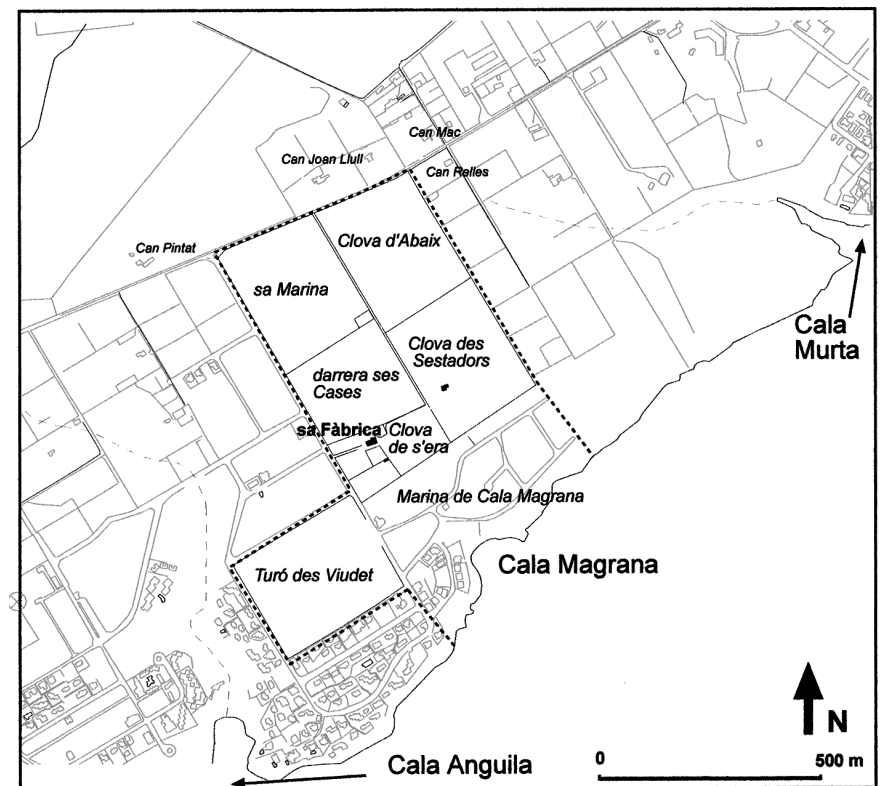 Can Mac
Can Joan Llull
Can Relles
Can Pintat
Clova d'Abaix
sa Marina
Cala
Murta
Clova des
Sestadors
darrera ses
Cases
sa Fàbrica
Clova
de s'era
Marina de Cala Magrana
Cala Magrana
Turó des Viudet
N
Cala Anguila
0
500 m